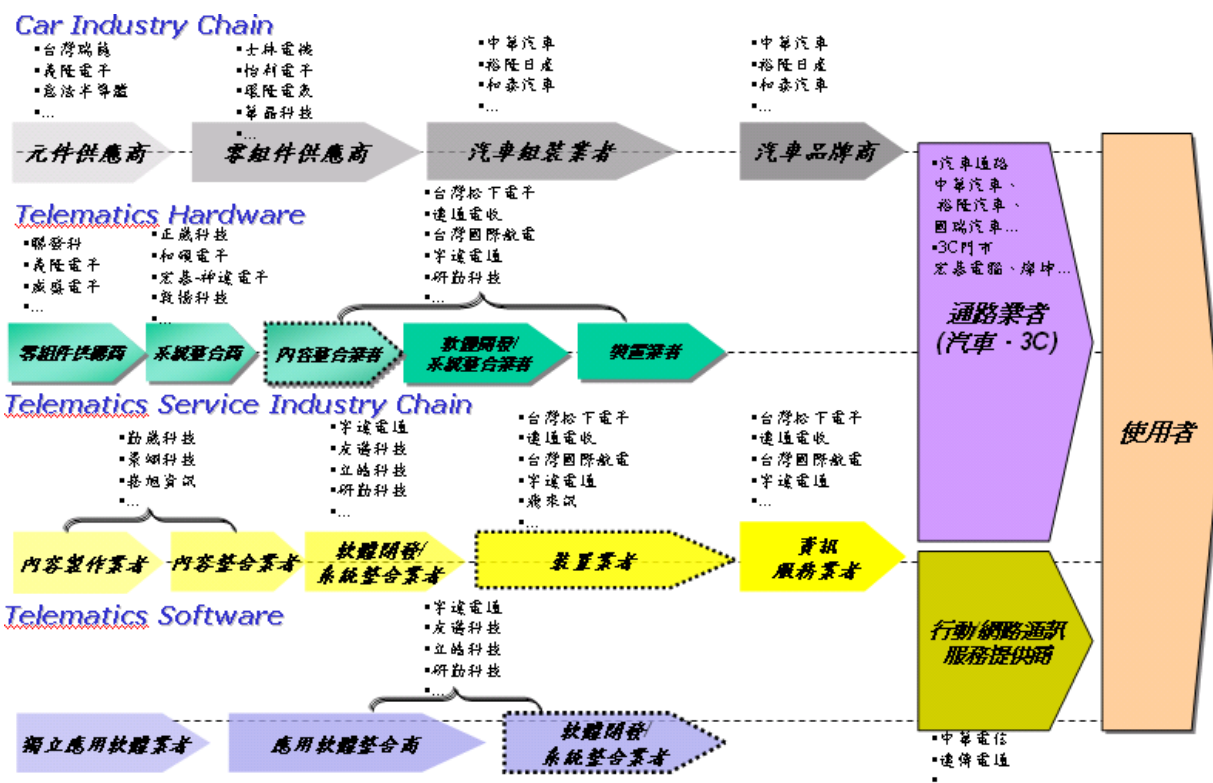 Car Industry Chain
▪台灣瑞薩
▪義隆電子
▪意法半導體
▪...
▪士林電機
▪怡利電子
▪環隆電氣
▪華晶科技
▪...
▪中華汽車
▪裕隆日產
▪和泰汽車
▪...
▪中華汽車
▪裕隆日產
▪和泰汽車
▪...
元件供應商
零組件供應商
汽車組裝業者
汽車品牌商
Telematics Hardware
▪聯發科
▪義隆電子
▪威盛電子
▪...
▪正崴科技
▪和碩電子
▪宏碁-神達電子
▪敦揚科技
▪...
▪台灣松下電子
▪遠通電收
▪台灣國際航電
▪宇達電通
▪研勤科技
▪...
零組件供應商
系統整合商
內容整合業者
軟體開發/
系統整合業者
裝置業者
Telematics Service Industry Chain
▪勤崴科技
▪景翊科技
▪崧旭資訊
▪...
▪宇達電通
▪友邁科技
▪立皓科技
▪研勤科技
▪...
▪台灣松下電子
▪遠通電收
▪台灣國際航電
▪宇達電通
▪飛來訊
▪...
▪台灣松下電子
▪遠通電收
▪台灣國際航電
▪宇達電通
▪...
內容製作業者
內容整合業者
軟體開發/
系統整合業者
裝置業者
資訊
服務業者
Telematics Software
▪宇達電通
▪友邁科技
▪立皓科技
▪研勤科技
▪...
獨立應用軟體業者
應用軟體整合商
軟體開發/
系統整合業者
▪汽車通路
中華汽車、
裕隆汽車、
國瑞汽車...
▪3C門市
宏碁電腦、燦坤...
通路業者
(汽車．3C)
行動/網路通訊
服務提供商
▪中華電信
▪遠傳電通
▪
使用者